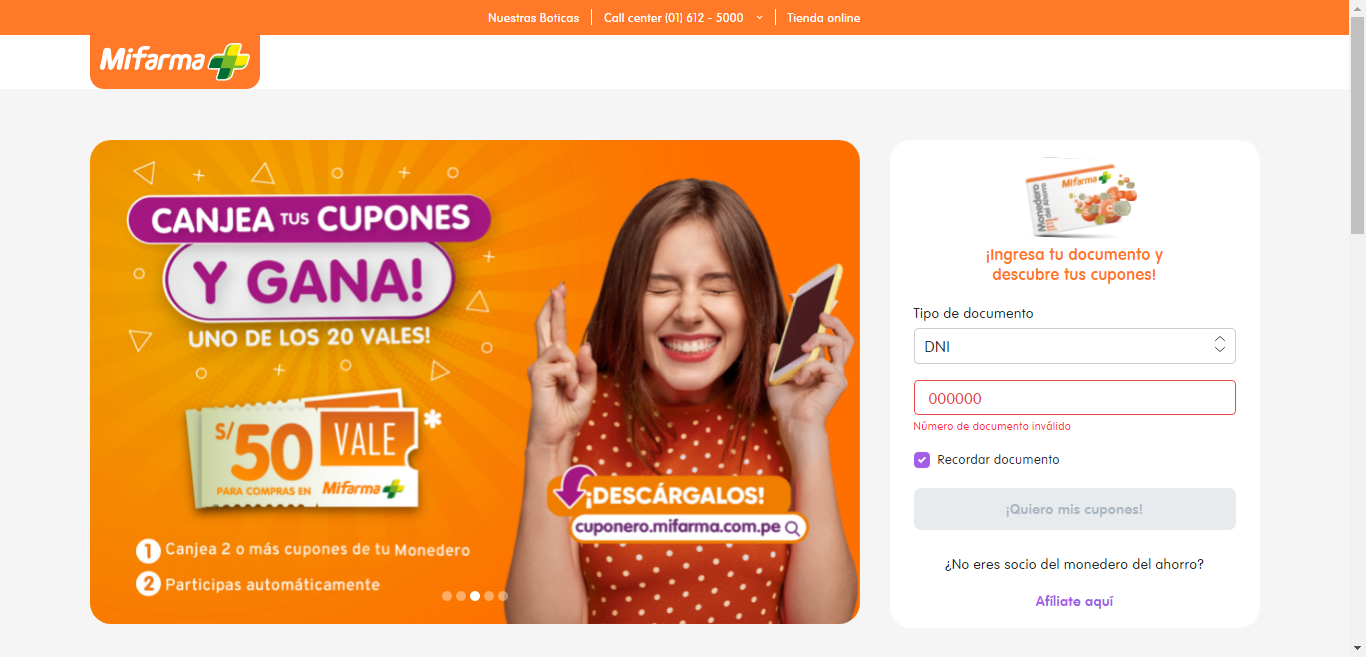 Nuestras Boticas
Call center (01) 612 - 5000
Tienda online
Mifarma
CANJEA TUS CUPONES
Y GANA!
UNO DE LOS 20 VALES!
S/50 VALE*
PARA COMPRAS EN Mifarma
1 Canjea 2 o más cupones de tu Monedero
2 Participas automáticamente
¡DESCÁRGALOS!
cuponero.mifarma.com.pe
Mifarma
Monedero
del Ahorro
¡Ingresa tu documento y
descubre tus cupones!
Tipo de documento
DNI
000000
Número de documento inválido
Recordar documento
¡Quiero mis cupones!
¿No eres socio del monedero del ahorro?
Afíliate aquí